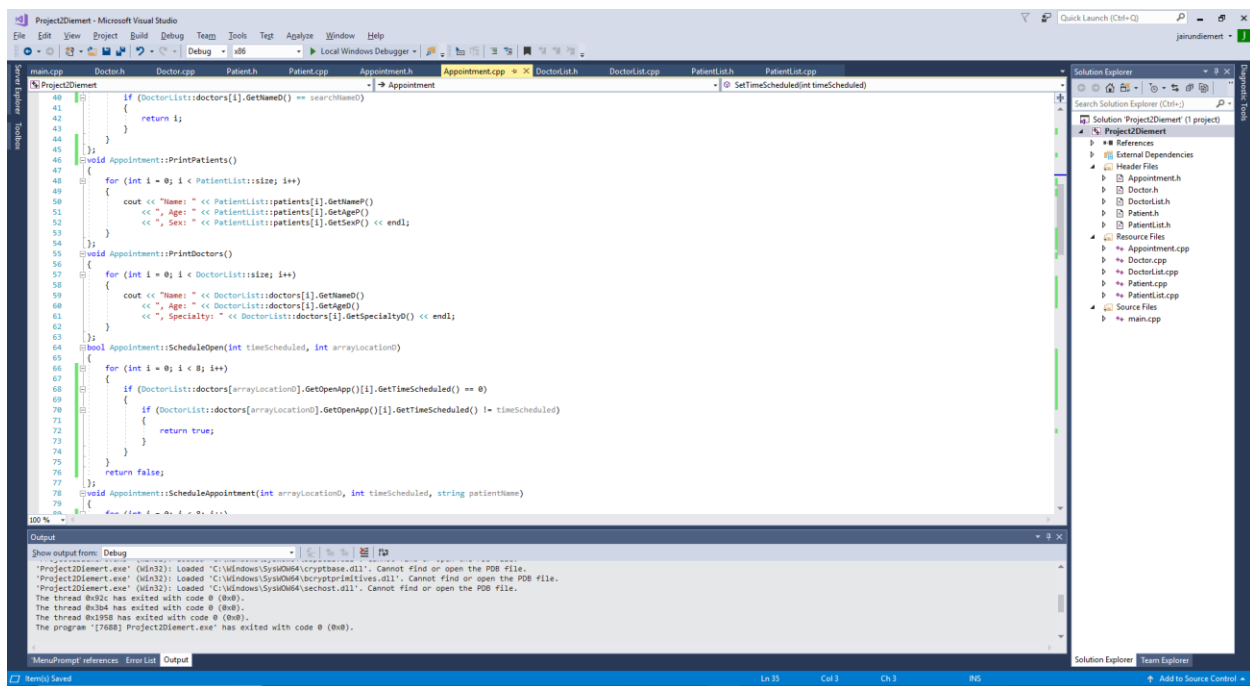 Project2Diemert - Microsoft Visual Studio
Quick Launch (Ctrl+Q)
File Edit View Project Build Debug Team Tools Test Analyze Window Help
jairundiemert
J
Debug x86 Local Windows Debugger
Server Explorer
Toolbox
main.cpp Doctor.h Doctor.cpp Patient.h Patient.cpp Appointment.h Appointment.cpp DoctorList.h DoctorList.cpp PatientList.h PatientList.cpp
Project2Diemert Appointment SetTimeScheduled(int timeScheduled)
40 if (DoctorList::doctors[i].GetNameD() == searchNameD)
41 {
42 return i;
43 }
44 }
45 };
46 void Appointment::PrintPatients()
47 {
48 for (int i = 0; i < PatientList::size; i++)
49 {
50 cout << "Name: " << PatientList::patients[i].GetNameP()
51 << ", Age: " << PatientList::patients[i].GetAgeP()
52 << ", Sex: " << PatientList::patients[i].GetSexP() << endl;
53 }
54 };
55 void Appointment::PrintDoctors()
56 {
57 for (int i = 0; i < DoctorList::size; i++)
58 {
59 cout << "Name: " << DoctorList::doctors[i].GetNameD()
60 << ", Age: " << DoctorList::doctors[i].GetAgeD()
61 << ", Specialty: " << DoctorList::doctors[i].GetSpecialtyD() << endl;
62 }
63 };
64 bool Appointment::ScheduleOpen(int timeScheduled, int arrayLocationD)
65 {
66 for (int i = 0; i < 8; i++)
67 {
68 if (DoctorList::doctors[arrayLocationD].GetOpenApp()[i].GetTimeScheduled() == 0)
69 {
70 if (DoctorList::doctors[arrayLocationD].GetOpenApp()[i].GetTimeScheduled() != timeScheduled)
71 {
72 return true;
73 }
74 }
75 }
76 return false;
77 };
78 void Appointment::ScheduleAppointment(int arrayLocationD, int timeScheduled, string patientName)
79 {
80 for (int i = 0; i < 8; i++)
100 %
Output
Show output from: Debug
'Project2Diemert.exe' (Win32): Loaded 'C:\Windows\SysWOW64\cryptbase.dll'. Cannot find or open the PDB file.
'Project2Diemert.exe' (Win32): Loaded 'C:\Windows\SysWOW64\bcryptprimitives.dll'. Cannot find or open the PDB file.
'Project2Diemert.exe' (Win32): Loaded 'C:\Windows\SysWOW64\sechost.dll'. Cannot find or open the PDB file.
The thread 0x92c has exited with code 0 (0x0).
The thread 0x3b4 has exited with code 0 (0x0).
The thread 0x1958 has exited with code 0 (0x0).
The program '[7688] Project2Diemert.exe' has exited with code 0 (0x0).
'MenuPrompt' references Error List Output
Solution Explorer
Search Solution Explorer (Ctrl+;)
Solution 'Project2Diemert' (1 project)
Project2Diemert
References
External Dependencies
Header Files
Appointment.h
Doctor.h
DoctorList.h
Patient.h
PatientList.h
Resource Files
Appointment.cpp
Doctor.cpp
DoctorList.cpp
Patient.cpp
PatientList.cpp
Source Files
main.cpp
Solution Explorer Team Explorer
Diagnostic Tools
Item(s) Saved Ln 35 Col 3 Ch 3 INS Add to Source Control